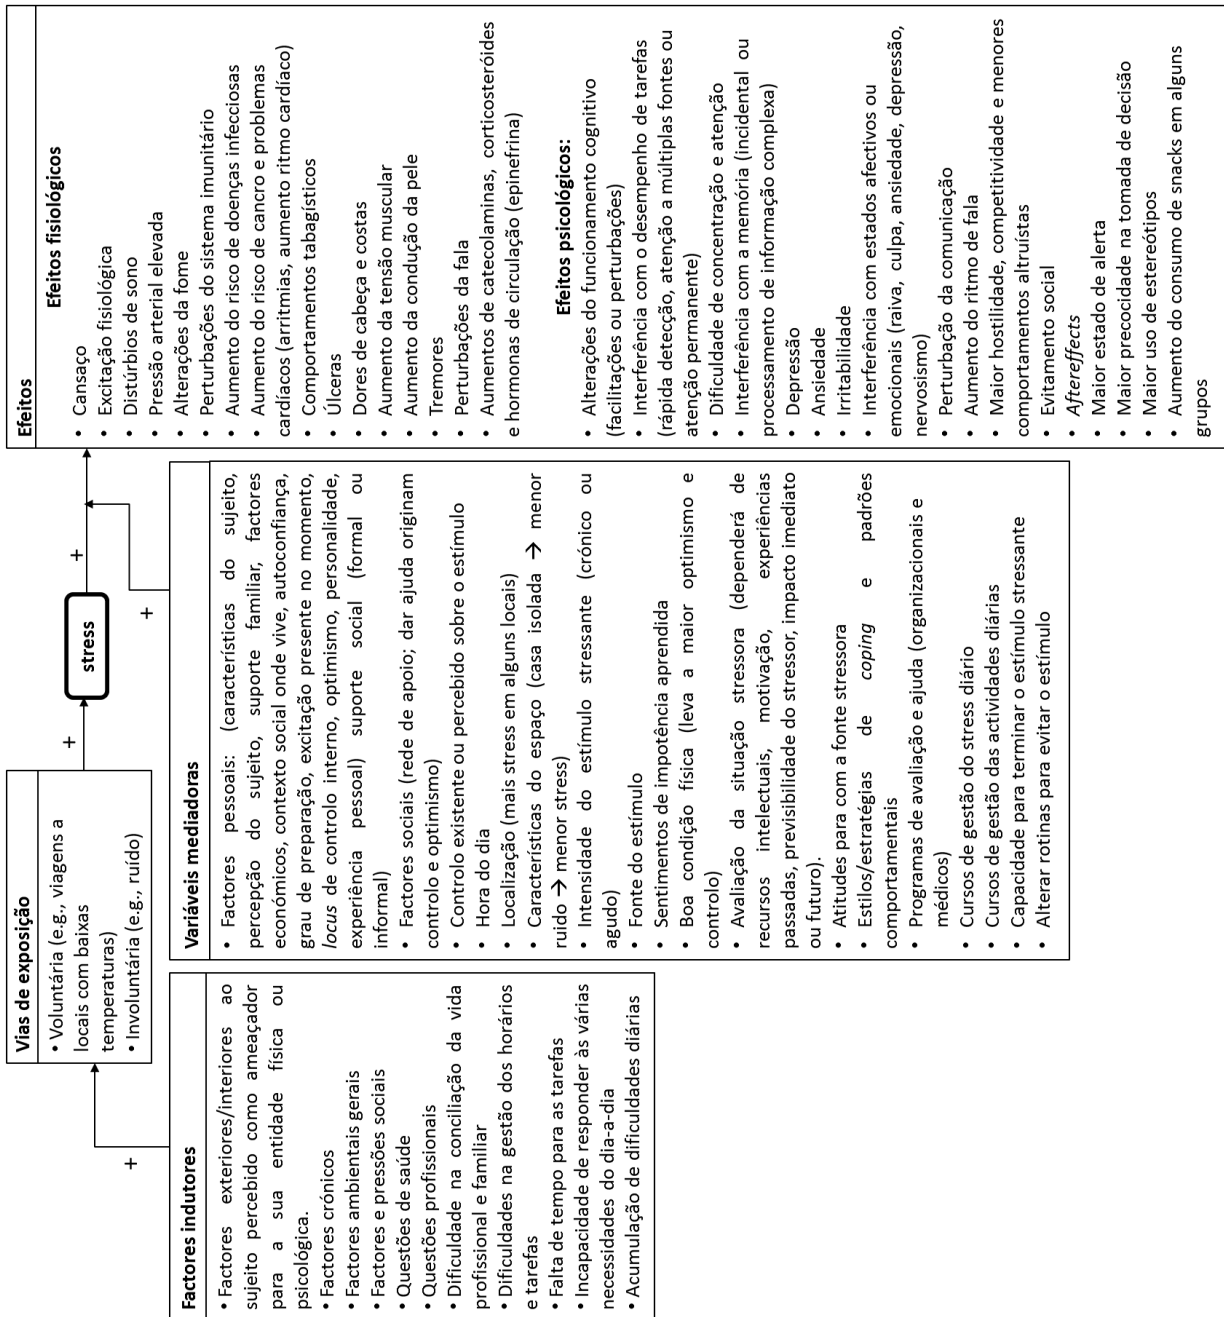 Vias de exposição
• Voluntária (e.g., viagens a
locais com baixas
temperaturas)
• Involuntária (e.g., ruído)
+
+
stress
+
+
Factores indutores
• Factores exteriores/interiores ao
sujeito percebido como ameaçador
para a sua entidade física ou
psicológica.
• Factores crónicos
• Factores ambientais gerais
• Factores e pressões sociais
• Questões de saúde
• Questões profissionais
• Dificuldade na conciliação da vida
profissional e familiar
• Dificuldades na gestão dos horários
e tarefas
• Falta de tempo para as tarefas
• Incapacidade de responder às várias
necessidades do dia-a-dia
• Acumulação de dificuldades diárias
Variáveis mediadoras
• Factores pessoais: (características do sujeito,
percepção do sujeito, suporte familiar, factores
económicos, contexto social onde vive, autoconfiança,
grau de preparação, excitação presente no momento,
locus de controlo interno, optimismo, personalidade,
experiência pessoal) suporte social (formal ou
informal)
• Factores sociais (rede de apoio; dar ajuda originam
controlo e optimismo)
• Controlo existente ou percebido sobre o estímulo
• Hora do dia
• Localização (mais stress em alguns locais)
• Características do espaço (casa isolada → menor
ruído → menor stress)
• Intensidade do estímulo stressante (crónico ou
agudo)
• Fonte do estímulo
• Sentimentos de impotência aprendida
• Boa condição física (leva a maior optimismo e
controlo)
• Avaliação da situação stressora (dependerá de
recursos intelectuais, motivação, experiências
passadas, previsibilidade do stressor, impacto imediato
ou futuro).
• Atitudes para com a fonte stressora
• Estilos/estratégias de coping e padrões
comportamentais
• Programas de avaliação e ajuda (organizacionais e
médicos)
• Cursos de gestão do stress diário
• Cursos de gestão das actividades diárias
• Capacidade para terminar o estímulo stressante
• Alterar rotinas para evitar o estímulo
Efeitos
Efeitos fisiológicos
• Cansaço
• Excitação fisiológica
• Distúrbios de sono
• Pressão arterial elevada
• Alterações da fome
• Perturbações do sistema imunitário
• Aumento do risco de doenças infecciosas
• Aumento do risco de cancro e problemas
cardíacos (arritmias, aumento ritmo cardíaco)
• Comportamentos tabagísticos
• Úlceras
• Dores de cabeça e costas
• Aumento da tensão muscular
• Aumento da condução da pele
• Tremores
• Perturbações da fala
• Aumentos de catecolaminas, corticosteróides
e hormonas de circulação (epinefrina)
Efeitos psicológicos:
• Alterações do funcionamento cognitivo
(facilitações ou perturbações)
• Interferência com o desempenho de tarefas
(rápida detecção, atenção a múltiplas fontes ou
atenção permanente)
• Dificuldade de concentração e atenção
• Interferência com a memória (incidental ou
processamento de informação complexa)
• Depressão
• Ansiedade
• Irritabilidade
• Interferência com estados afectivos ou
emocionais (raiva, culpa, ansiedade, depressão,
nervosismo)
• Perturbação da comunicação
• Aumento do ritmo de fala
• Maior hostilidade, competitividade e menores
comportamentos altruístas
• Evitamento social
• Aftereffects
• Maior estado de alerta
• Maior precocidade na tomada de decisão
• Maior uso de estereótipos
• Aumento do consumo de snacks em alguns
grupos